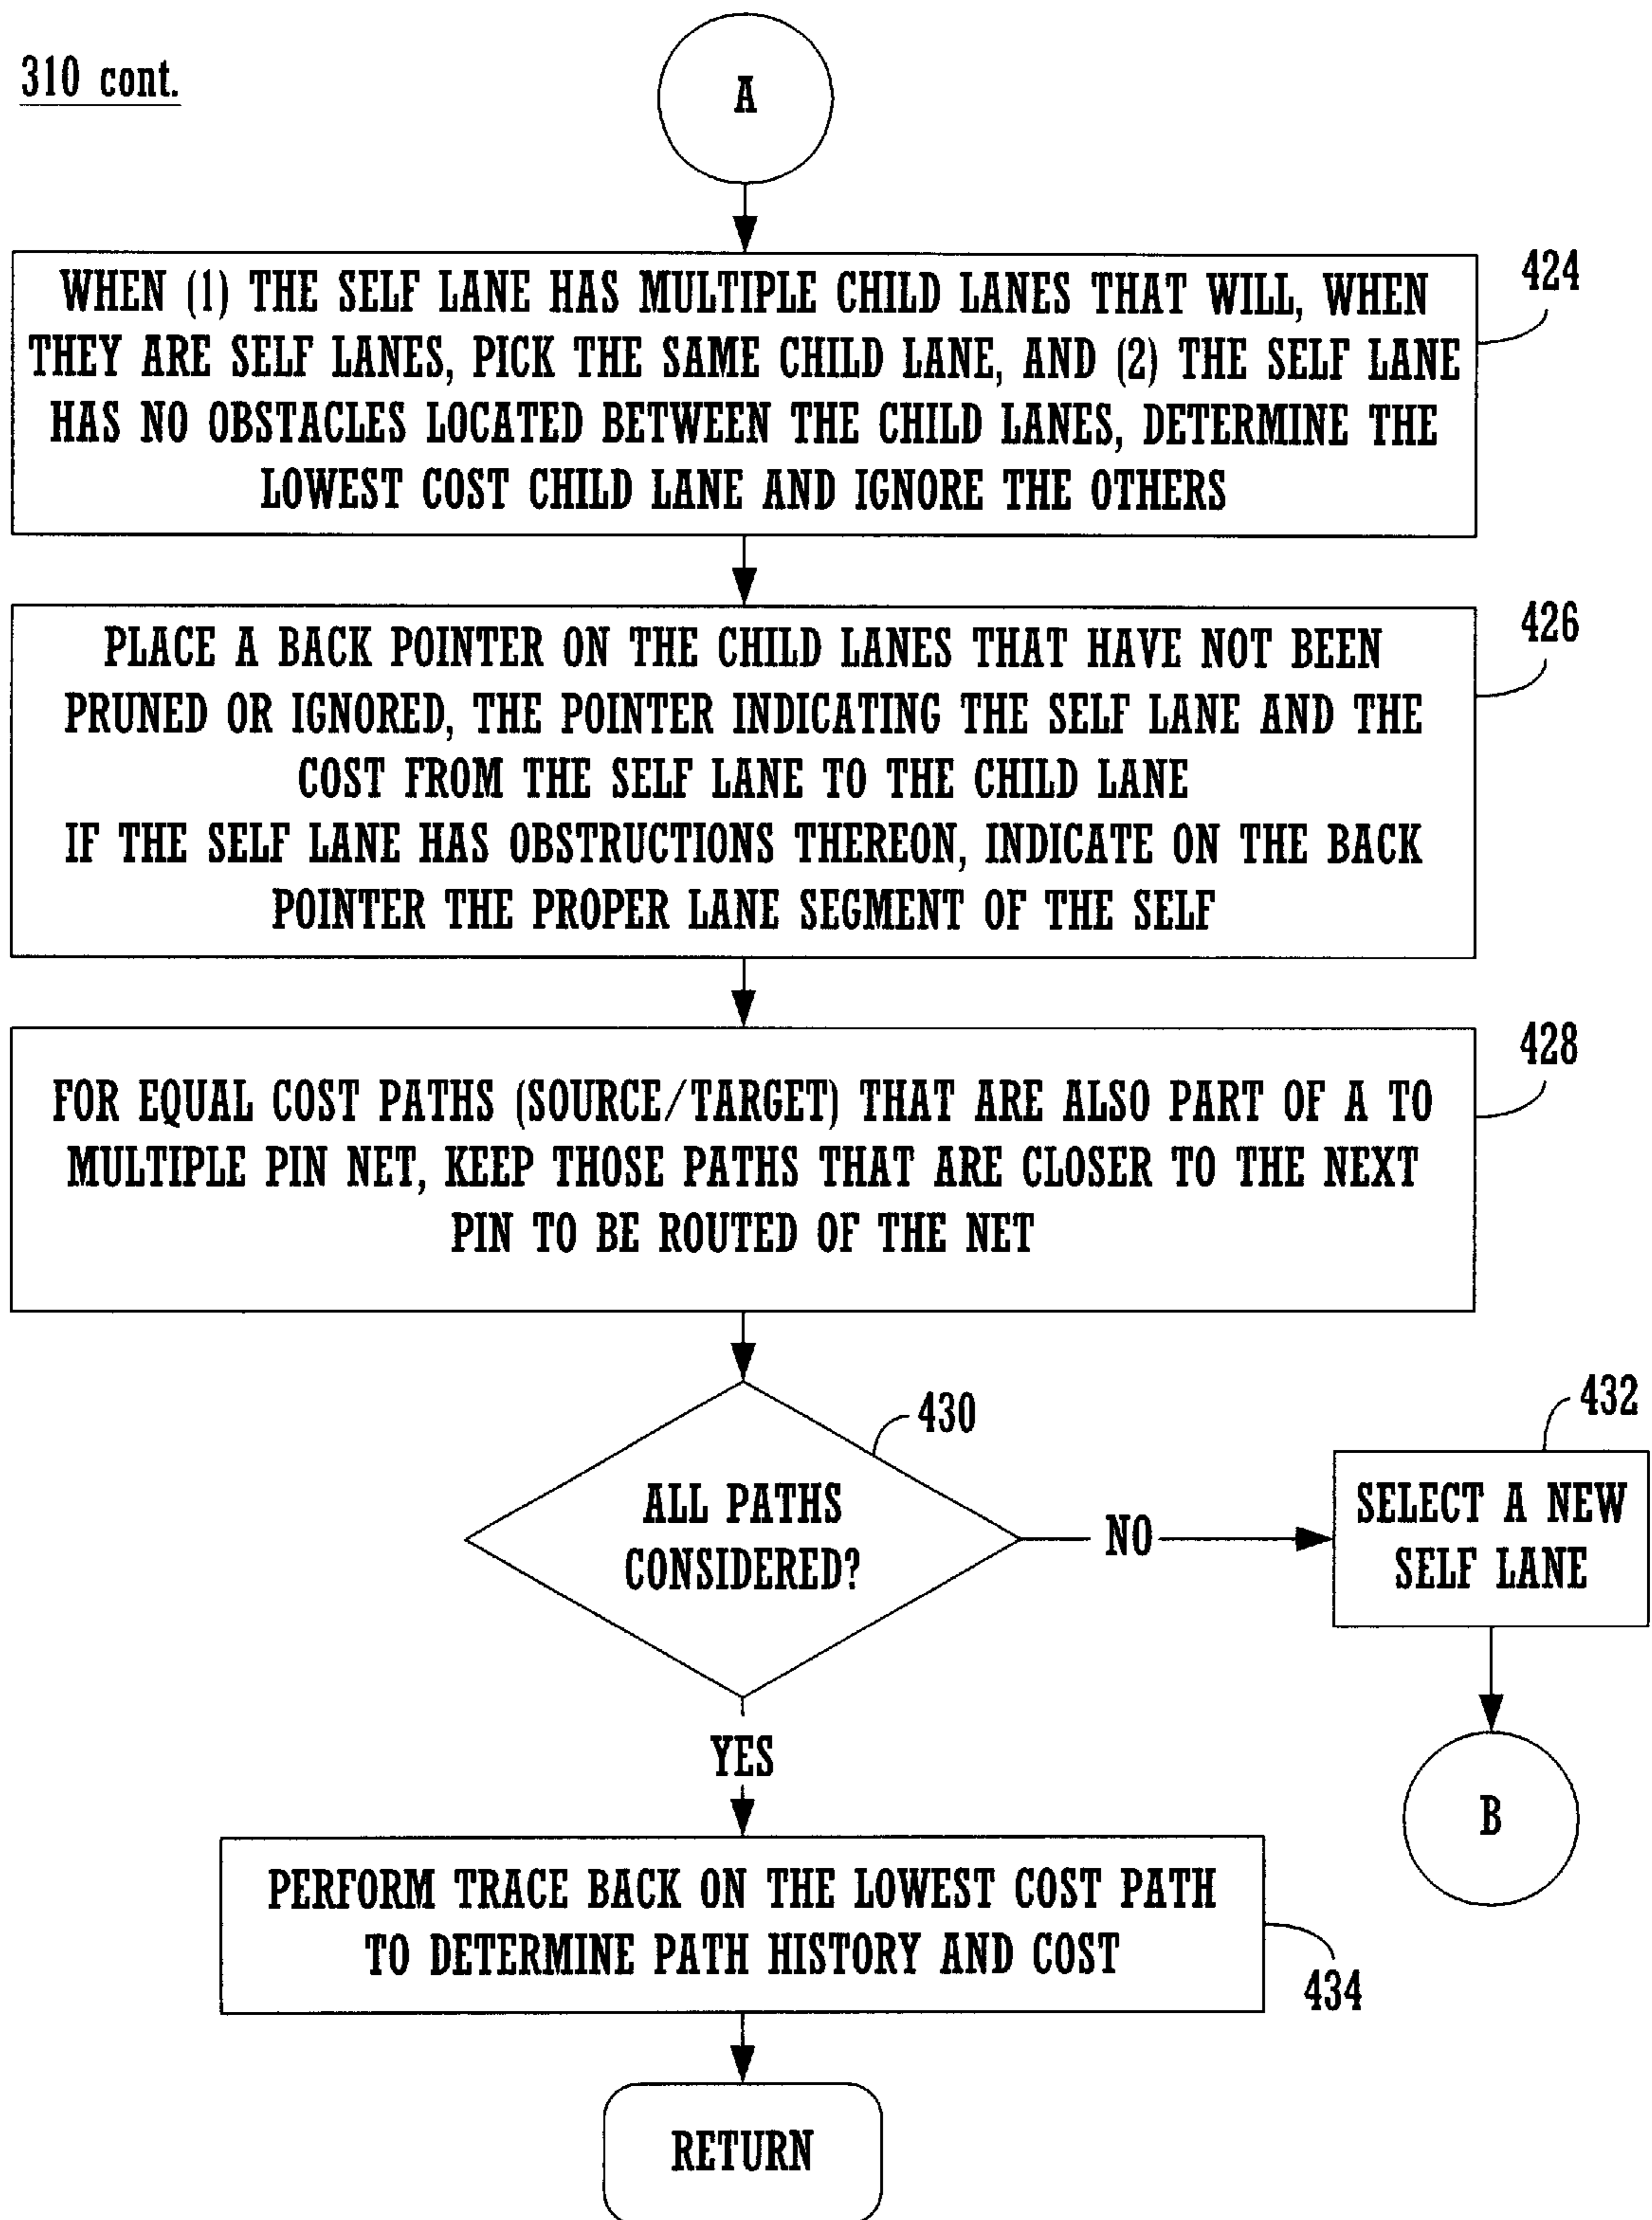 310 cont.
A
WHEN (1) THE SELF LANE HAS MULTIPLE CHILD LANES THAT WILL, WHEN
THEY ARE SELF LANES, PICK THE SAME CHILD LANE, AND (2) THE SELF LANE
HAS NO OBSTACLES LOCATED BETWEEN THE CHILD LANES, DETERMINE THE
LOWEST COST CHILD LANE AND IGNORE THE OTHERS
424
PLACE A BACK POINTER ON THE CHILD LANES THAT HAVE NOT BEEN
PRUNED OR IGNORED, THE POINTER INDICATING THE SELF LANE AND THE
COST FROM THE SELF LANE TO THE CHILD LANE
IF THE SELF LANE HAS OBSTRUCTIONS THEREON, INDICATE ON THE BACK
POINTER THE PROPER LANE SEGMENT OF THE SELF
426
FOR EQUAL COST PATHS (SOURCE/TARGET) THAT ARE ALSO PART OF A TO
MULTIPLE PIN NET, KEEP THOSE PATHS THAT ARE CLOSER TO THE NEXT
PIN TO BE ROUTED OF THE NET
428
ALL PATHS
CONSIDERED?
430
NO
SELECT A NEW
SELF LANE
432
B
YES
PERFORM TRACE BACK ON THE LOWEST COST PATH
TO DETERMINE PATH HISTORY AND COST
434
RETURN